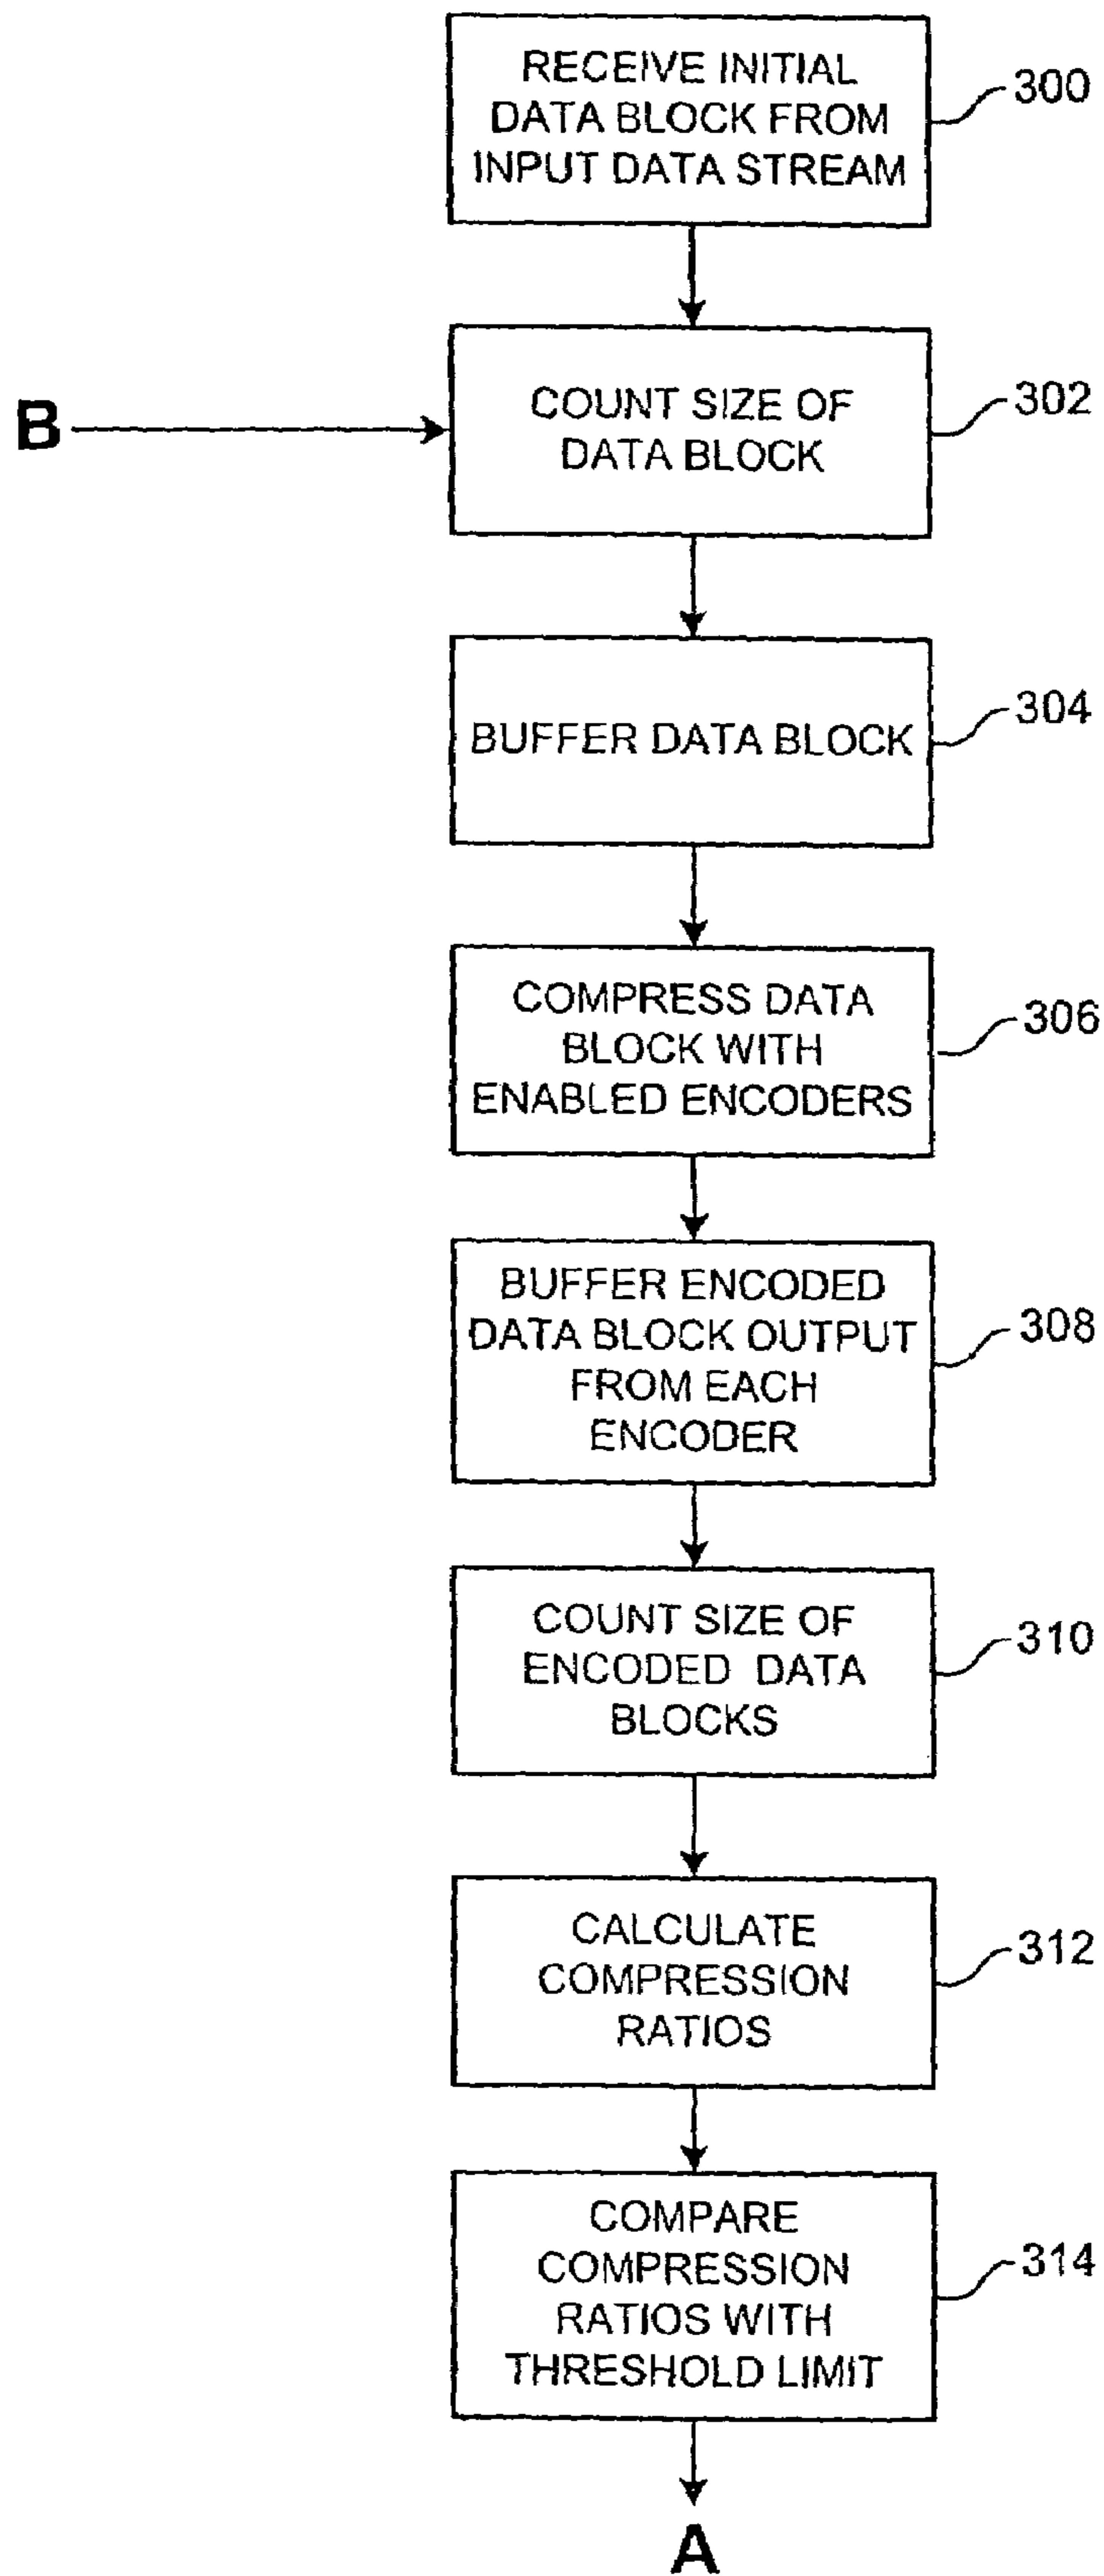 RECEIVE INITIAL
DATA BLOCK FROM
INPUT DATA STREAM
300
B
COUNT SIZE OF
DATA BLOCK
302
BUFFER DATA BLOCK
304
COMPRESS DATA
BLOCK WITH
ENABLED ENCODERS
306
BUFFER ENCODED
DATA BLOCK OUTPUT
FROM EACH
ENCODER
308
COUNT SIZE OF
ENCODED DATA
BLOCKS
310
CALCULATE
COMPRESSION
RATIOS
312
COMPARE
COMPRESSION
RATIOS WITH
THRESHOLD LIMIT
314
A